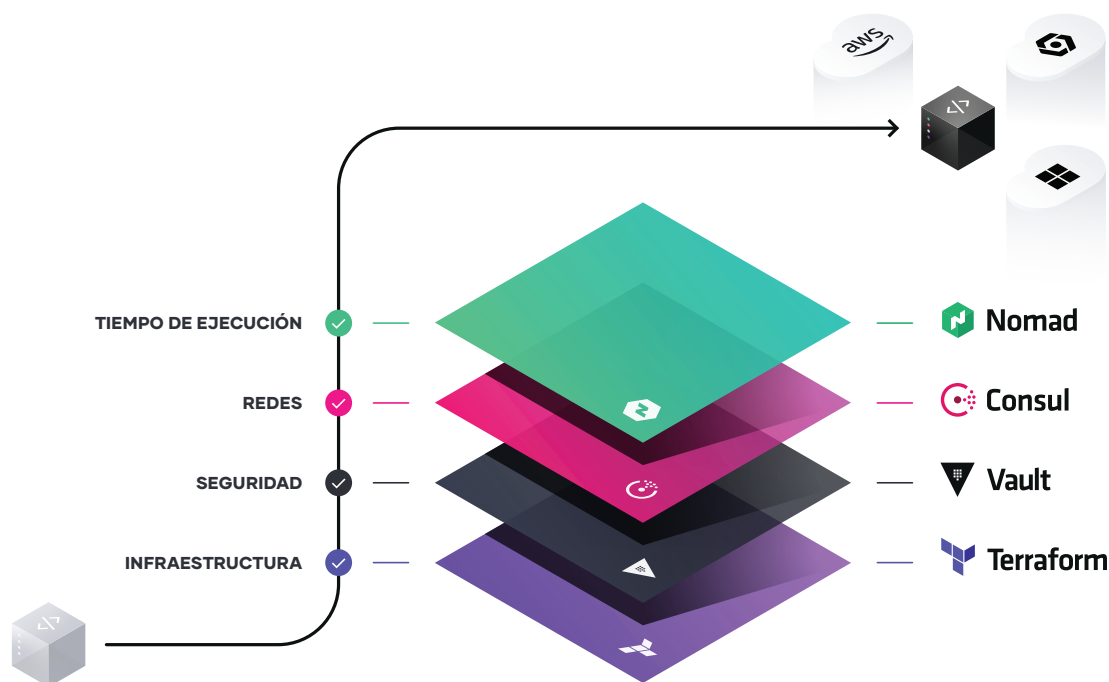 aws
</>
TIEMPO DE EJECUCIÓN
Nomad
REDES
Consul
SEGURIDAD
Vault
INFRAESTRUCTURA
Terraform
</>